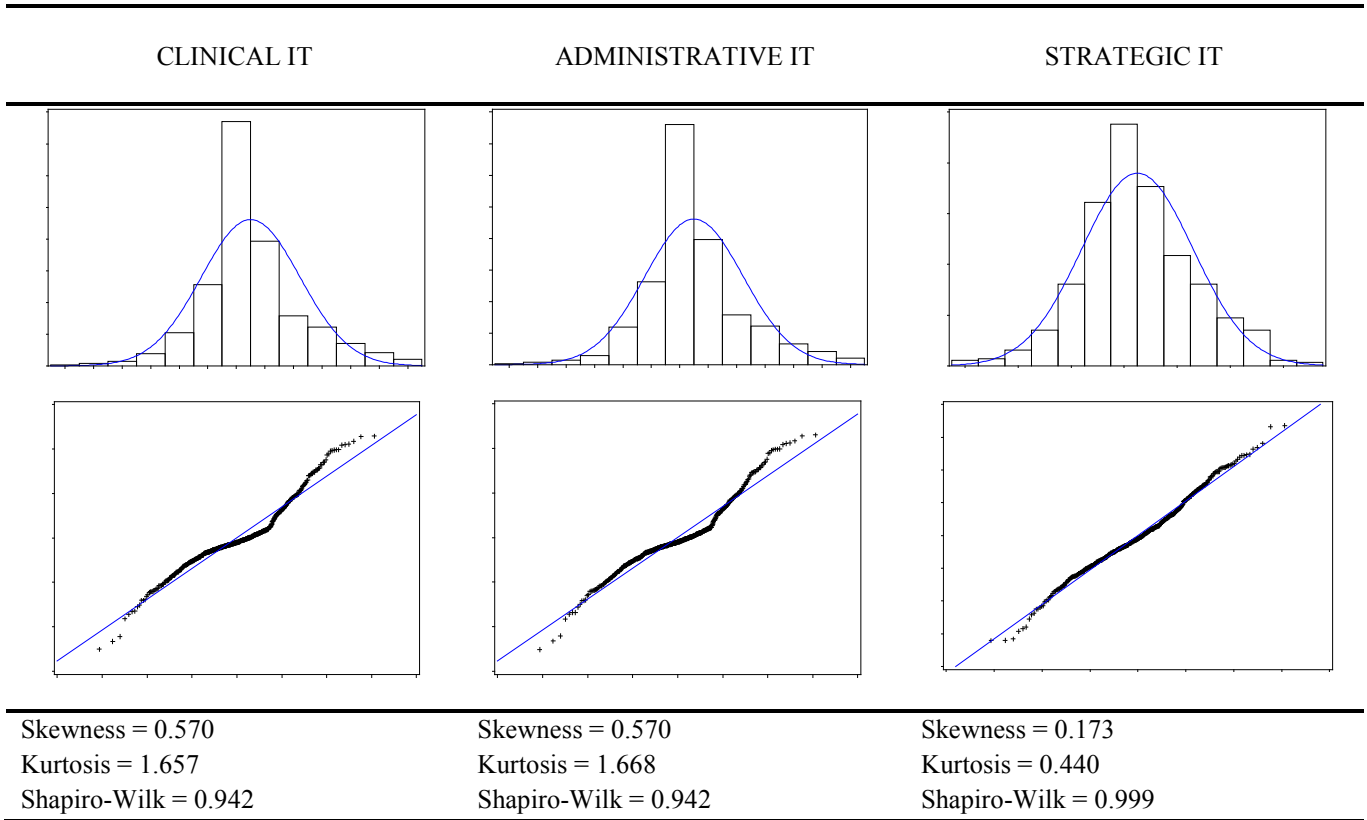 CLINICAL IT
ADMINISTRATIVE IT
STRATEGIC IT
Skewness = 0.570
Kurtosis = 1.657
Shapiro-Wilk = 0.942
Skewness = 0.570
Kurtosis = 1.668
Shapiro-Wilk = 0.942
Skewness = 0.173
Kurtosis = 0.440
Shapiro-Wilk = 0.999